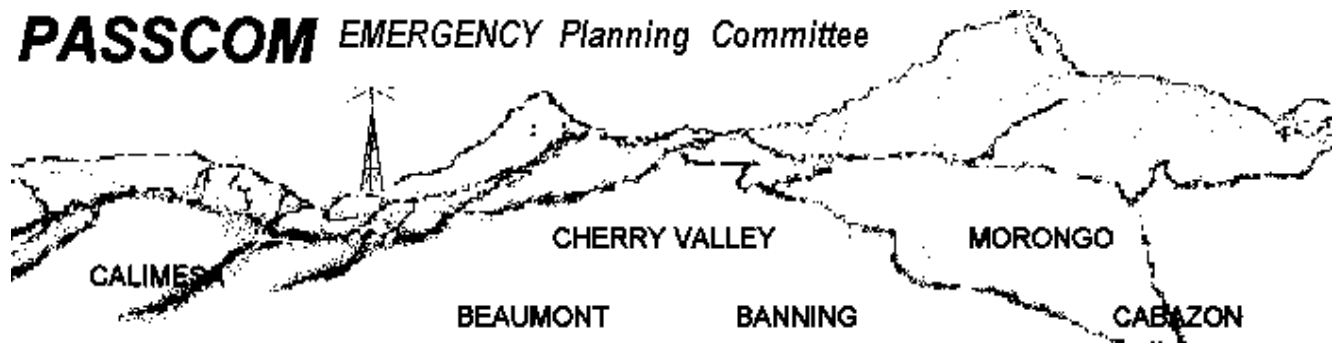 PASSCOM EMERGENCY Planning Committee
CHERRY VALLEY MORONGO
CALIMESA
BEAUMONT BANNING CABAZON